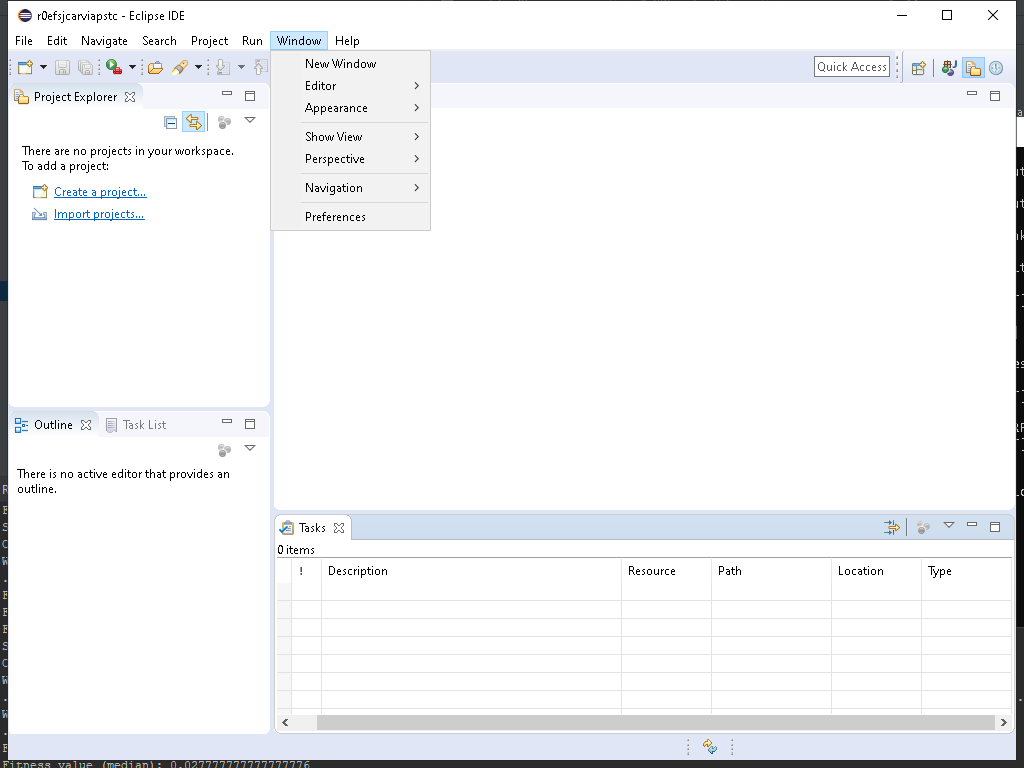 r0efsjcarviapstc - Eclipse IDE
File Edit Navigate Search Project Run Window Help
New Window
Editor
Appearance
Show View
Perspective
Navigation
Preferences
Quick Access
Project Explorer
There are no projects in your workspace.
To add a project:
Create a project...
Import projects...
Outline Task List
There is no active editor that provides an
outline.
Tasks
0 items
! Description Resource Path Location Type
Fitness value (median): 0.027777777777777776